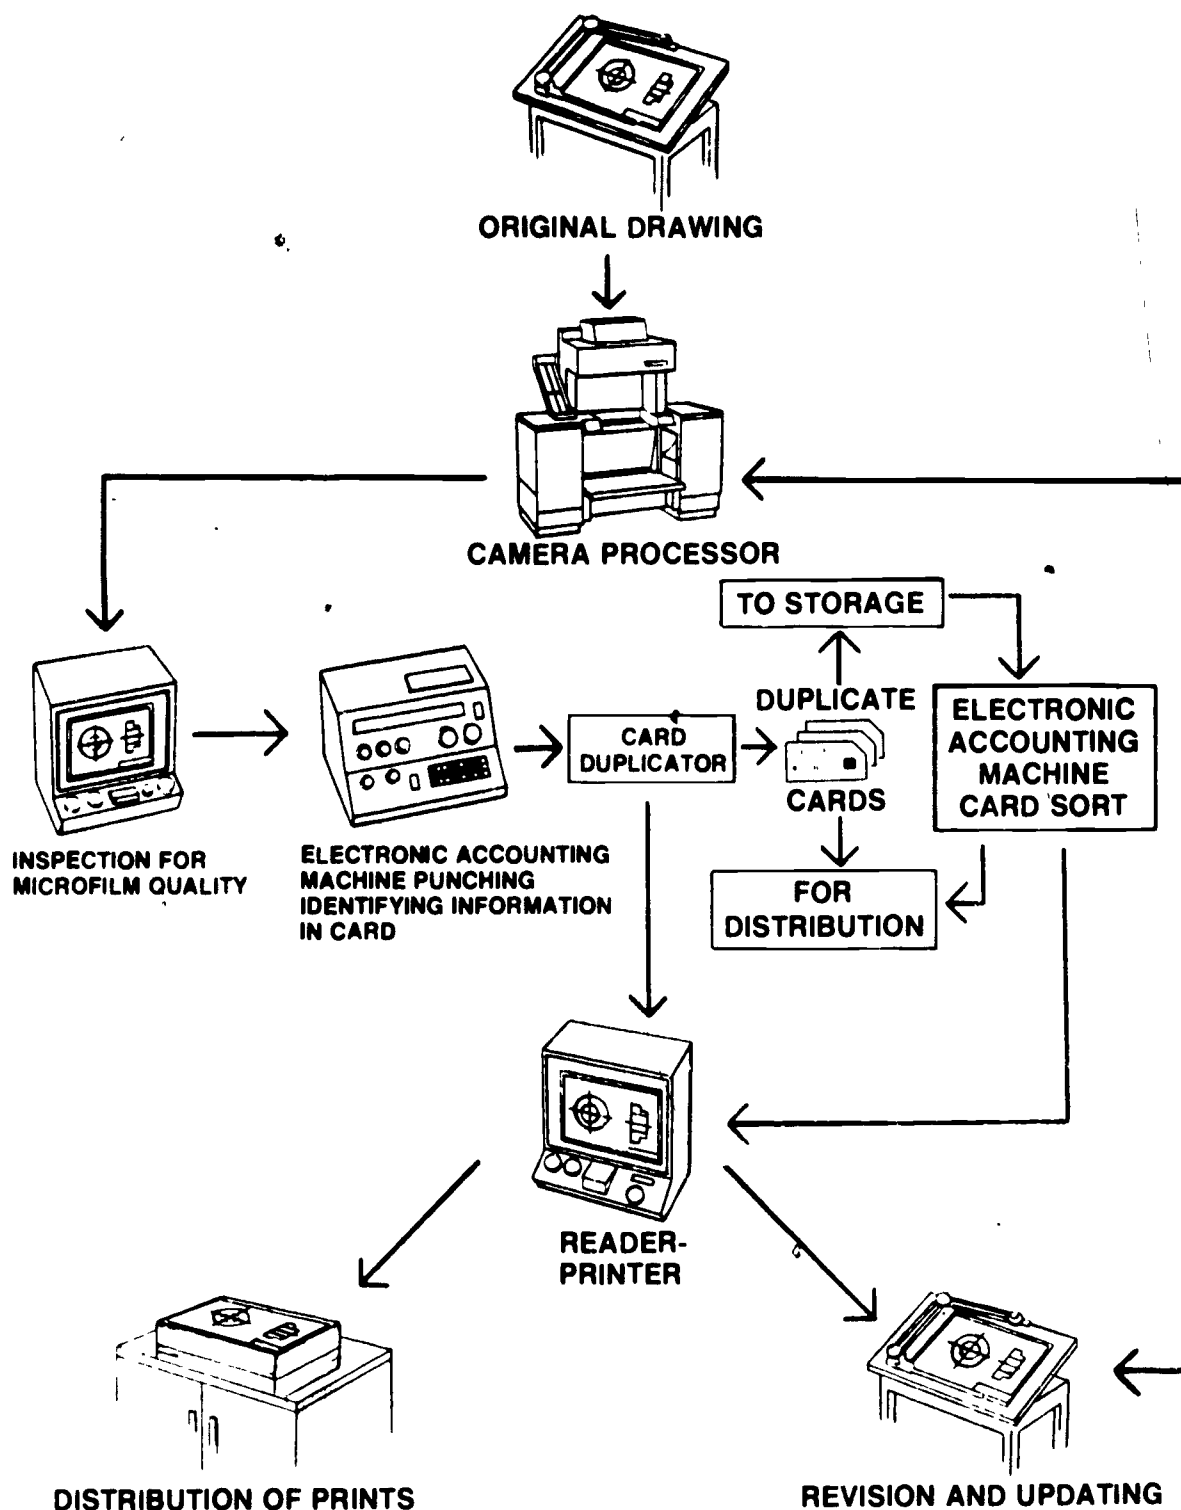 ORIGINAL DRAWING
CAMERA PROCESSOR
TO STORAGE
DUPLICATE
CARDS
ELECTRONIC
ACCOUNTING
MACHINE
CARD SORT
CARD
DUPLICATOR
INSPECTION FOR
MICROFILM QUALITY
ELECTRONIC ACCOUNTING
MACHINE PUNCHING
IDENTIFYING INFORMATION
IN CARD
FOR
DISTRIBUTION
READER-
PRINTER
DISTRIBUTION OF PRINTS
REVISION AND UPDATING